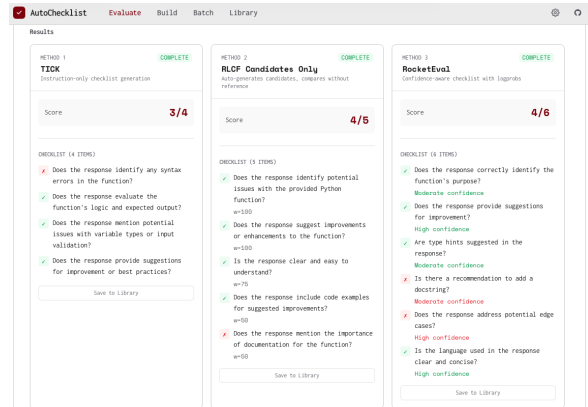 AutoChecklist
Evaluate
Build
Batch
Library
Results
METHOD 1
COMPLETE
TICK
Instruction-only checklist generation
Score
3/4
CHECKLIST (4 ITEMS)
✗ Does the response identify any syntax
errors in the function?
✓ Does the response evaluate the
function's logic and expected output?
✓ Does the response mention potential
issues with variable types or input
validation?
✓ Does the response provide suggestions
for improvement or best practices?
Save to Library
METHOD 2
COMPLETE
RLCF Candidates Only
Auto-generates candidates, compares without
reference
Score
4/5
CHECKLIST (5 ITEMS)
✓ Does the response identify potential
issues with the provided Python
function?
w=100
✓ Does the response suggest improvements
or enhancements to the function?
w=100
✓ Is the response clear and easy to
understand?
w=75
✓ Does the response include code examples
for suggested improvements?
w=50
✗ Does the response mention the importance
of documentation for the function?
w=50
Save to Library
METHOD 3
COMPLETE
RocketEval
Confidence-aware checklist with logprobs
Score
4/6
CHECKLIST (6 ITEMS)
✓ Does the response correctly identify the
function's purpose?
Moderate confidence
✓ Does the response provide suggestions
for improvement?
High confidence
✓ Are type hints suggested in the
response?
Moderate confidence
✗ Is there a recommendation to add a
docstring?
Moderate confidence
✗ Does the response address potential edge
cases?
High confidence
✓ Is the language used in the response
clear and concise?
High confidence
Save to Library